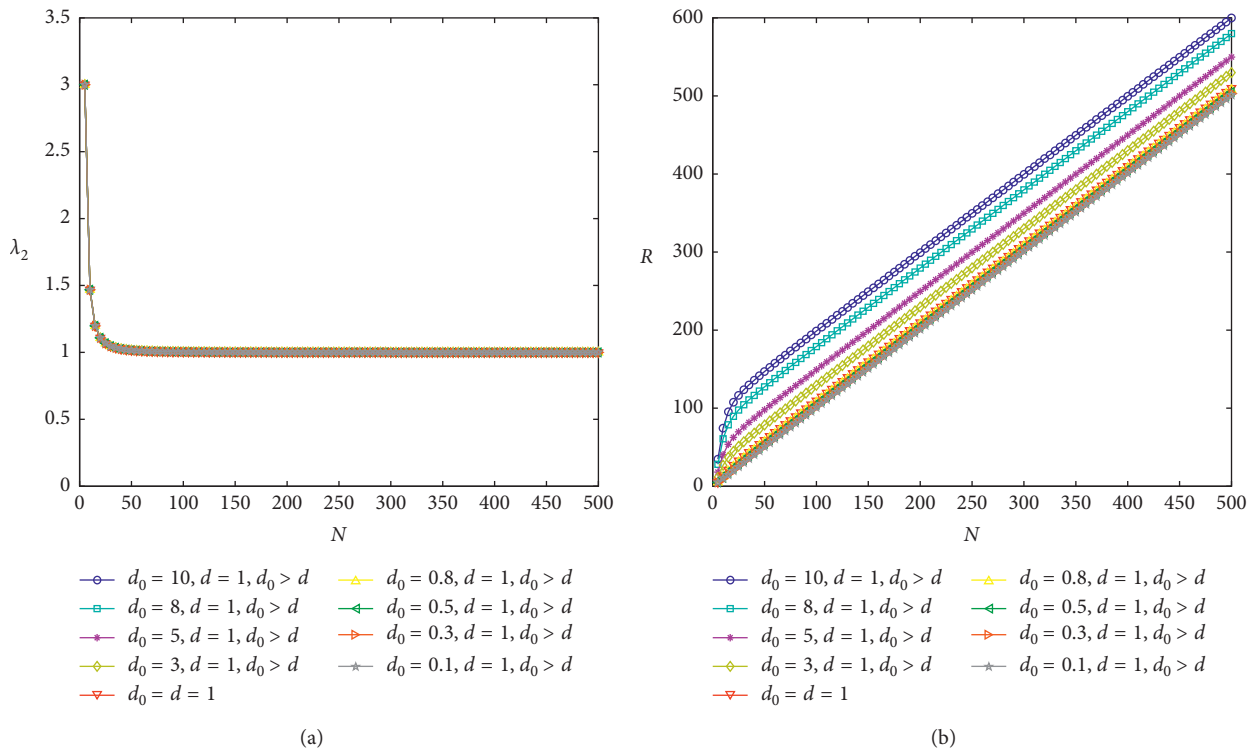 3.5
3
2.5
2
1.5
1
0.5
0
λ₂
0 50 100 150 200 250 300 350 400 450 500
N
d₀ = 10, d = 1, d₀ > d
d₀ = 8, d = 1, d₀ > d
d₀ = 5, d = 1, d₀ > d
d₀ = 3, d = 1, d₀ > d
d₀ = d = 1
d₀ = 0.8, d = 1, d₀ > d
d₀ = 0.5, d = 1, d₀ > d
d₀ = 0.3, d = 1, d₀ > d
d₀ = 0.1, d = 1, d₀ > d
(a)
600
500
400
300
200
100
0
R
0 50 100 150 200 250 300 350 400 450 500
N
d₀ = 10, d = 1, d₀ > d
d₀ = 8, d = 1, d₀ > d
d₀ = 5, d = 1, d₀ > d
d₀ = 3, d = 1, d₀ > d
d₀ = d = 1
d₀ = 0.8, d = 1, d₀ > d
d₀ = 0.5, d = 1, d₀ > d
d₀ = 0.3, d = 1, d₀ > d
d₀ = 0.1, d = 1, d₀ > d
(b)